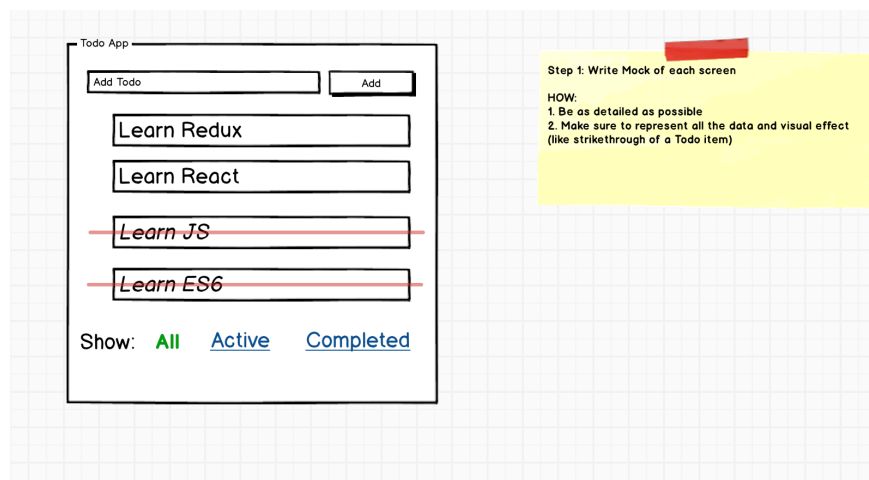 Todo App
Add Todo
Add
Learn Redux
Learn React
Learn JS
Learn ES6
Show: All Active Completed
Step 1: Write Mock of each screen
HOW:
1. Be as detailed as possible
2. Make sure to represent all the data and visual effect
(like strikethrough of a Todo item)